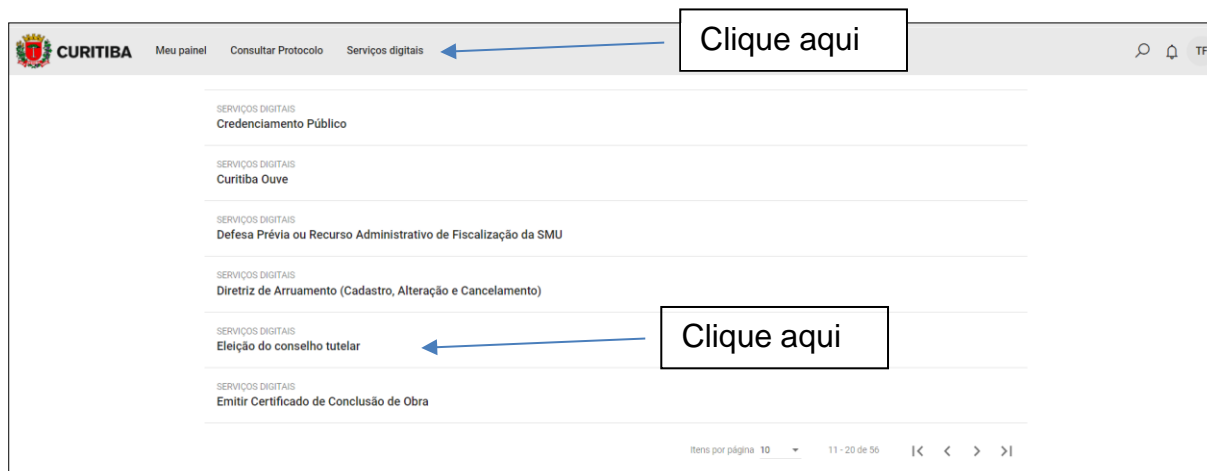 Clique aqui
CURITIBA Meu painel Consultar Protocolo Serviços digitais TF
SERVIÇOS DIGITAIS
Credenciamento Público
SERVIÇOS DIGITAIS
Curitiba Ouve
SERVIÇOS DIGITAIS
Defesa Prévia ou Recurso Administrativo de Fiscalização da SMU
SERVIÇOS DIGITAIS
Diretriz de Arruamento (Cadastro, Alteração e Cancelamento)
SERVIÇOS DIGITAIS
Eleição do conselho tutelar
Clique aqui
SERVIÇOS DIGITAIS
Emitir Certificado de Conclusão de Obra
Itens por página 10 11 - 20 de 56